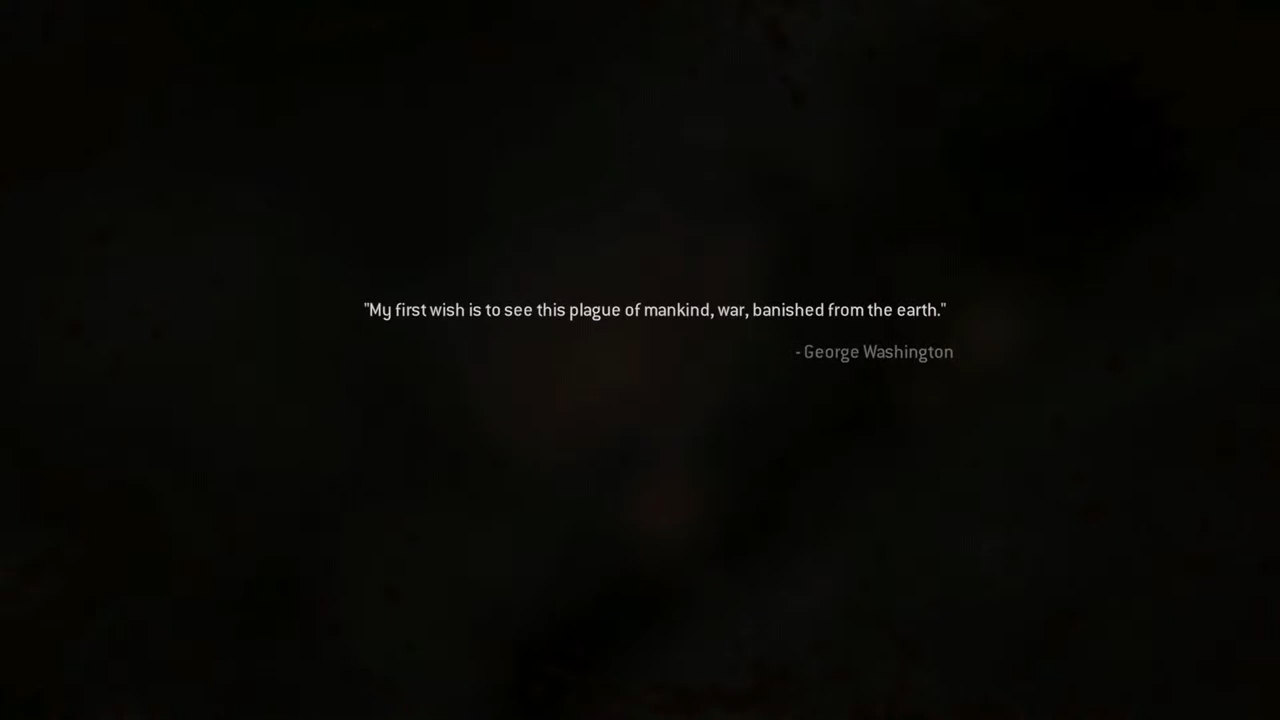 "My first wish is to see this plague of mankind, war, banished from the earth."
- George Washington